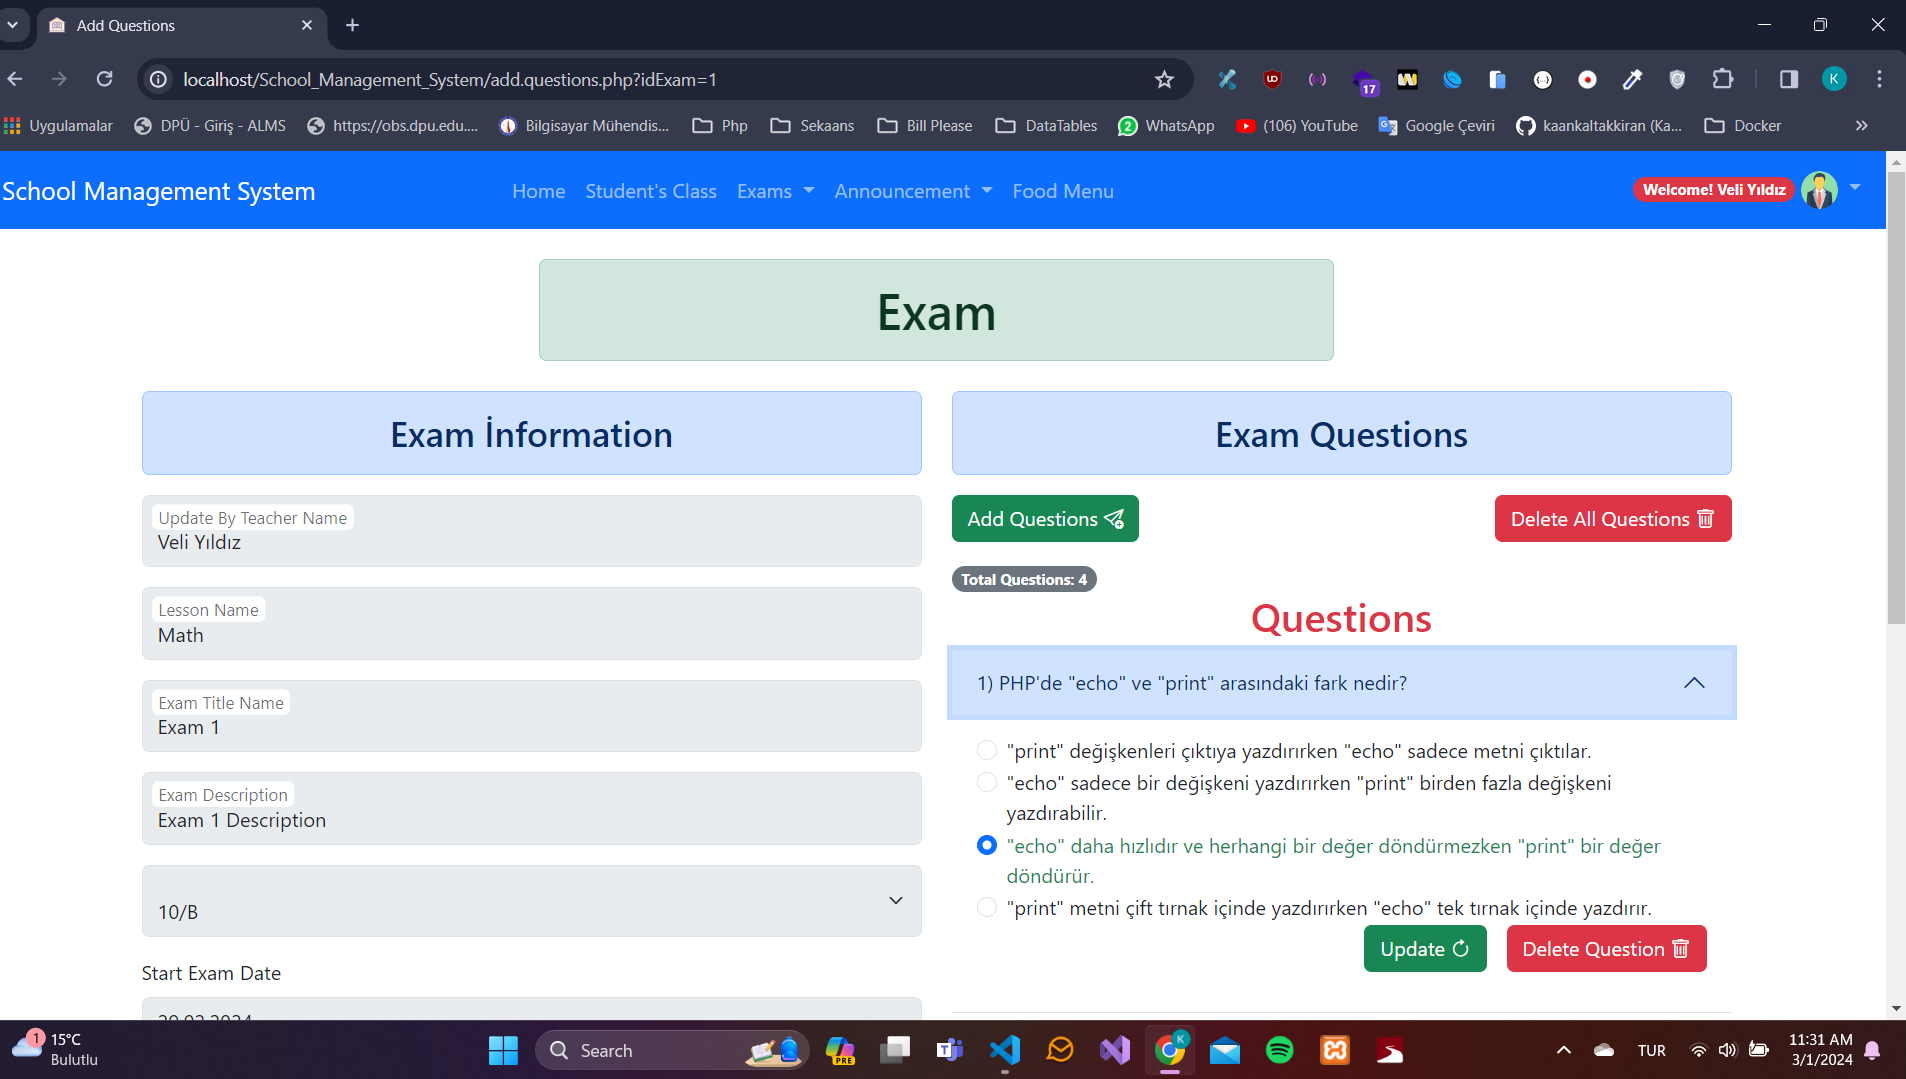 Add Questions
localhost/School_Management_System/add.questions.php?idExam=1
17
K
Uygulamalar
DPÜ - Giriş - ALMS
https://obs.dpu.edu....
Bilgisayar Mühendis...
Php
Sekaans
Bill Please
DataTables
2
WhatsApp
(106) YouTube
Google Çeviri
kaankaltakkiran (Ka...
Docker
School Management System
Home
Student's Class
Exams
Announcement
Food Menu
Welcome! Veli Yıldız
Exam
Exam İnformation
Update By Teacher Name
Veli Yıldız
Lesson Name
Math
Exam Title Name
Exam 1
Exam Description
Exam 1 Description
10/B
Start Exam Date
Exam Questions
Add Questions
Delete All Questions
Total Questions: 4
Questions
1) PHP'de "echo" ve "print" arasındaki fark nedir?
"print" değişkenleri çıktıya yazdırırken "echo" sadece metni çıktılar.
"echo" sadece bir değişkeni yazdırırken "print" birden fazla değişkeni
yazdırabilir.
"echo" daha hızlıdır ve herhangi bir değer döndürmezken "print" bir değer
döndürür.
"print" metni çift tırnak içinde yazdırırken "echo" tek tırnak içinde yazdırır.
Update
Delete Question
1
15°C
Bulutlu
Search
PRE
K
TUR
11:31 AM
3/1/2024